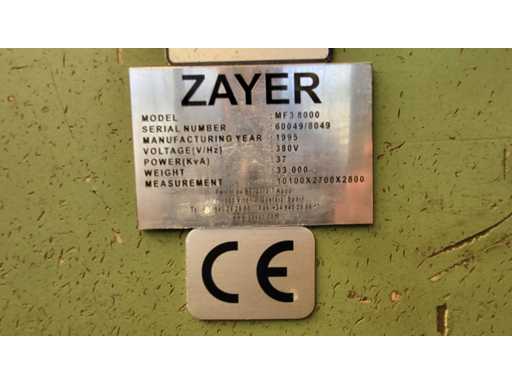 ZAYER
MODEL : MF3 8000
SERIAL NUMBER : 60049/8049
MANUFACTURING YEAR : 1995
VOLTAGE(V/Hz) : 380V
POWER(KvA) : 37
WEIGHT : 33.000
MEASUREMENT : 10100X2700X2800
CE